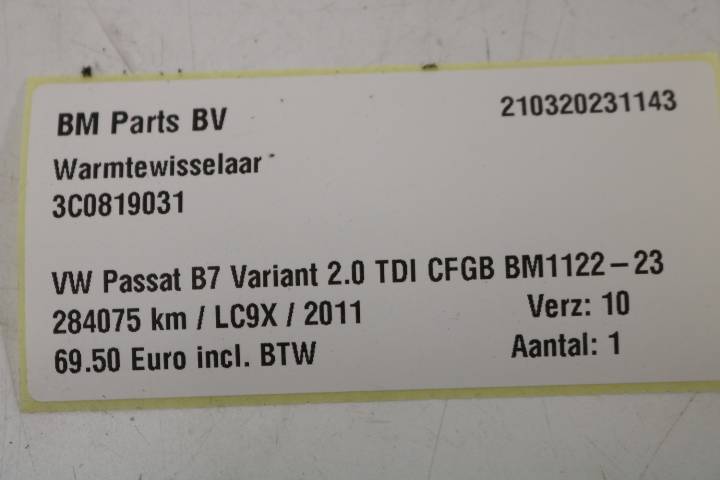 BM Parts BV 210320231143
Warmtewisselaar
3C0819031
VW Passat B7 Variant 2.0 TDI CFGB BM1122-23
284075 km / LC9X / 2011 Verz: 10
69.50 Euro incl. BTW Aantal: 1